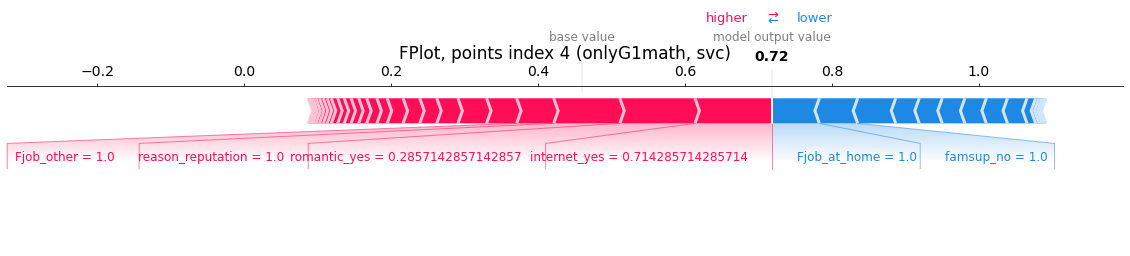 higher ⇄ lower
base value model output value
FPlot, points index 4 (onlyG1math, svc) 0.72
−0.2 0.0 0.2 0.4 0.6 0.8 1.0
Fjob_other = 1.0 reason_reputation = 1.0 romantic_yes = 0.2857142857142857 internet_yes = 0.714285714285714 Fjob_at_home = 1.0 famsup_no = 1.0